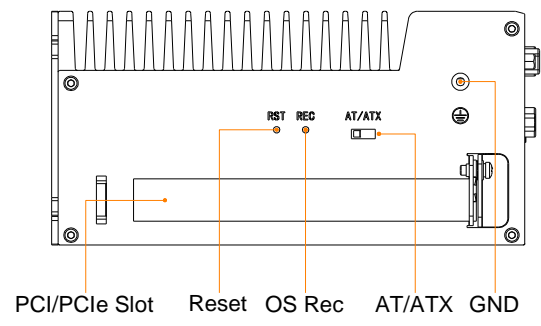 RST REC AT/ATX
PCI/PCIe Slot Reset OS Rec AT/ATX GND